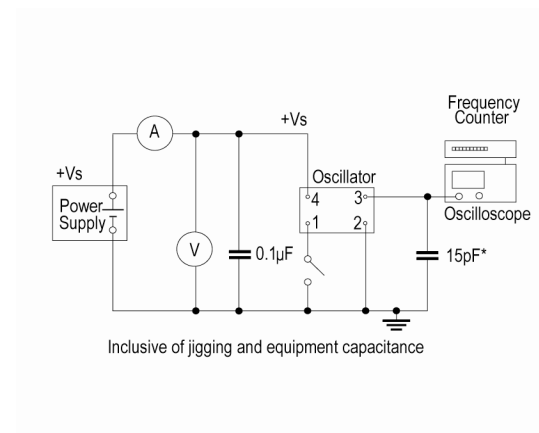 Frequency
Counter
+Vs
A
+Vs
Oscillator
Power
Supply
4
3
1
2
Oscilloscope
V
0.1µF
15pF*
Inclusive of jigging and equipment capacitance